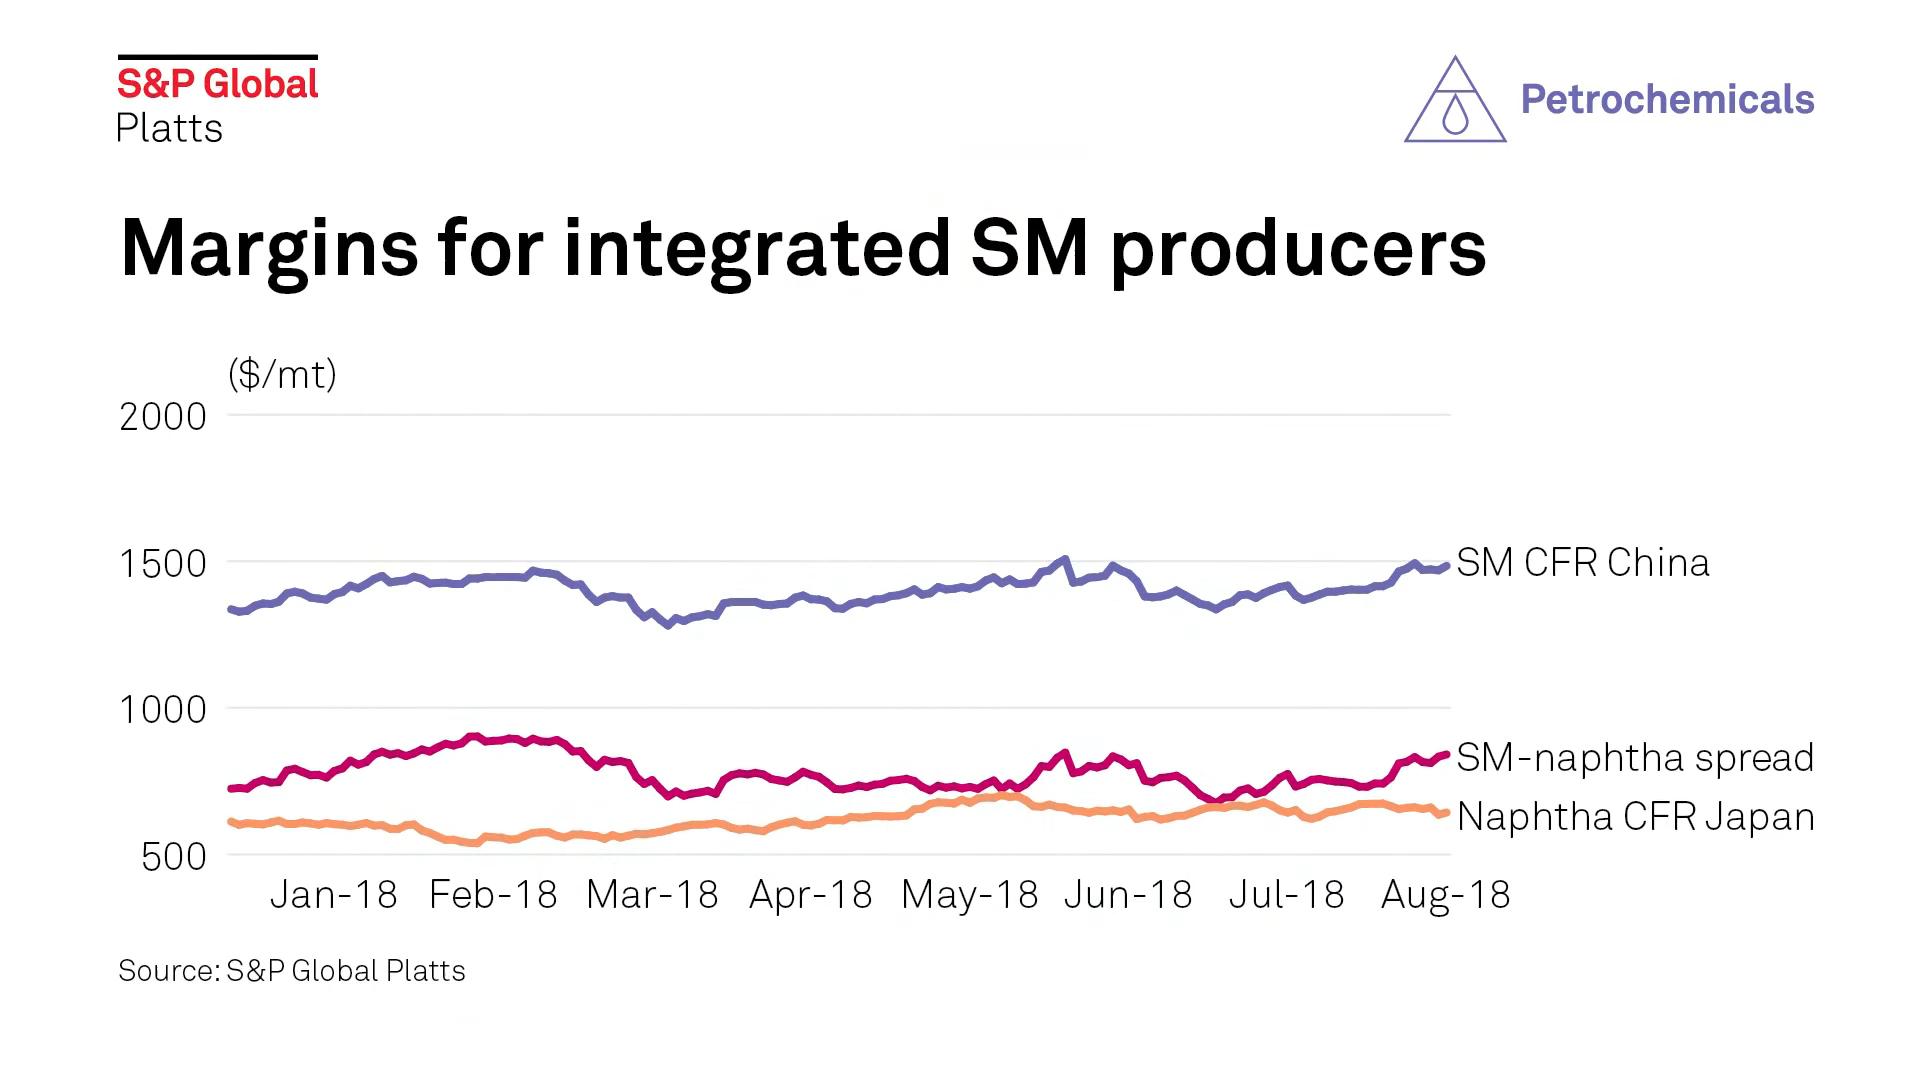 S&P Global
Platts
Petrochemicals
Margins for integrated SM producers
($/mt)
2000
1500
1000
500
SM CFR China
SM-naphtha spread
Naphtha CFR Japan
Jan-18 Feb-18 Mar-18 Apr-18 May-18 Jun-18 Jul-18 Aug-18
Source: S&P Global Platts